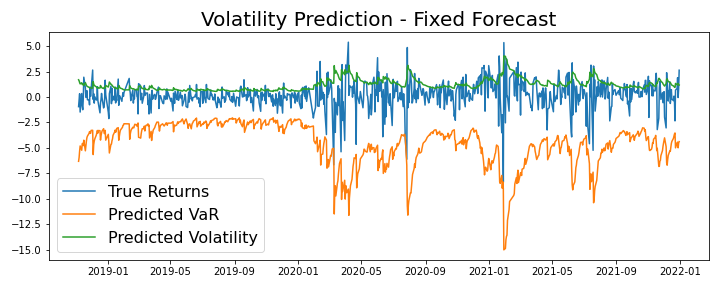 Volatility Prediction - Fixed Forecast
5.0
2.5
0.0
−2.5
−5.0
−7.5
−10.0
−12.5
−15.0
True Returns
Predicted VaR
Predicted Volatility
2019-01 2019-05 2019-09 2020-01 2020-05 2020-09 2021-01 2021-05 2021-09 2022-01